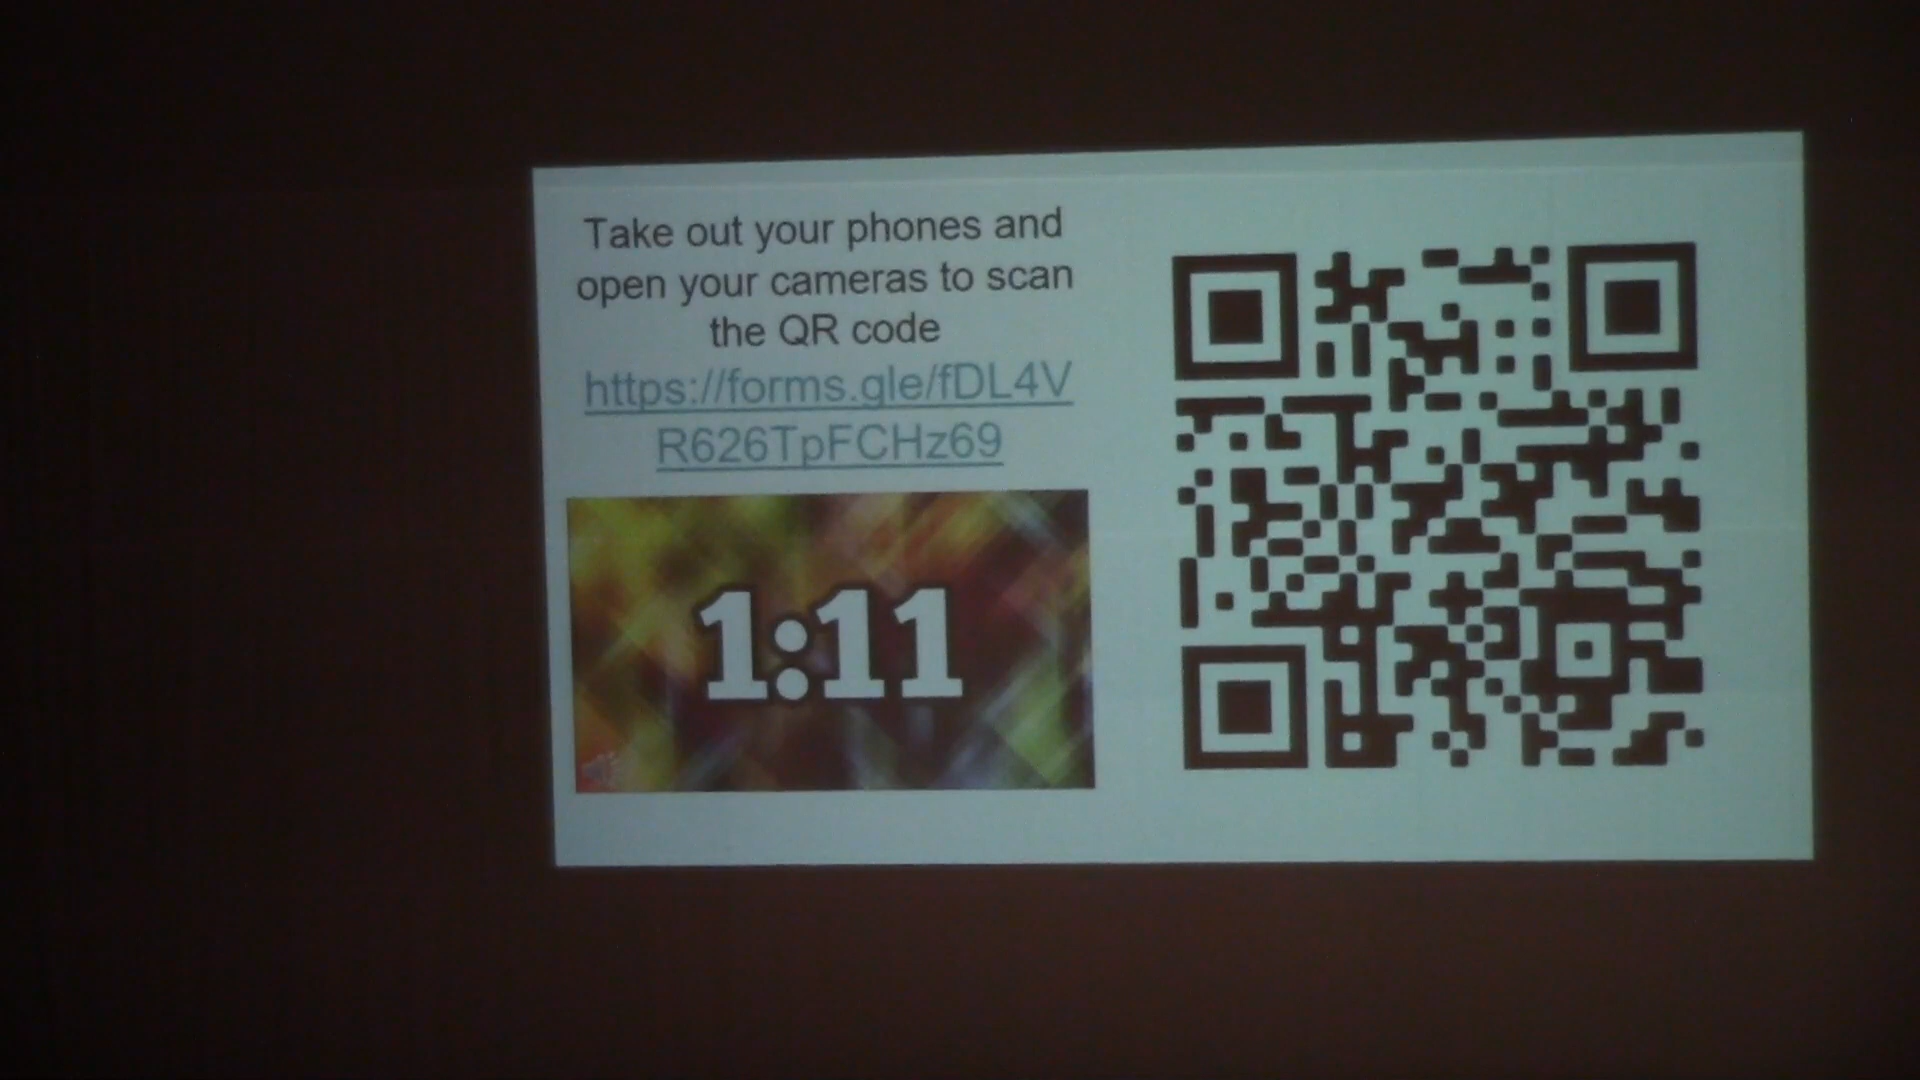 Take out your phones and
open your cameras to scan
the QR code
https://forms.gle/fDL4V
R626TpFCHz69
1:11